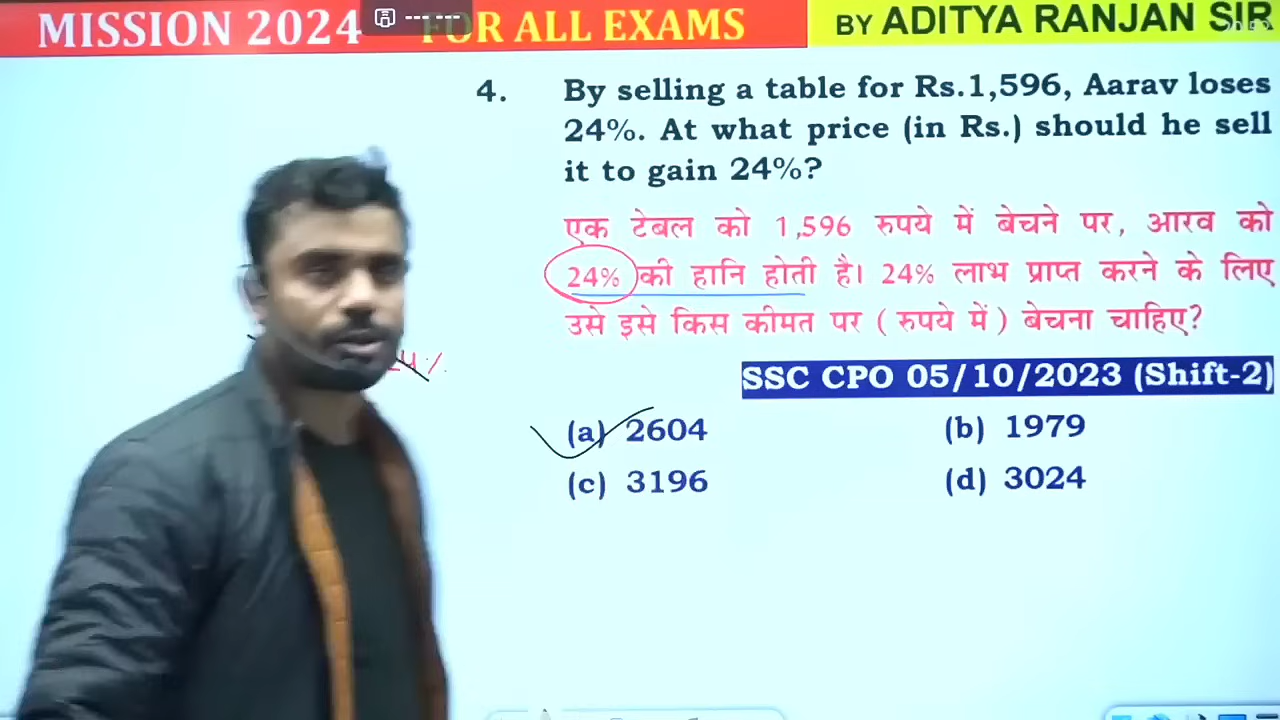 MISSION 2024 FOR ALL EXAMS
BY ADITYA RANJAN SIR
4. By selling a table for Rs.1,596, Aarav loses
24%. At what price (in Rs.) should he sell
it to gain 24%?
एक टेबल को 1,596 रुपये में बेचने पर, आरव को
24% की हानि होती है। 24% लाभ प्राप्त करने के लिए
उसे इसे किस कीमत पर (रुपये में) बेचना चाहिए?
24%
SSC CPO 05/10/2023 (Shift-2)
(a) 2604 (b) 1979
(c) 3196 (d) 3024